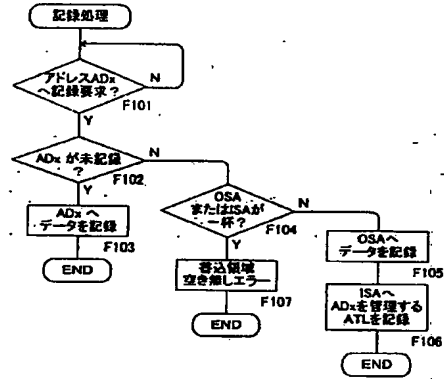 記録処理
アドレスADx
へ記録要求?
N
F101
Y
ADx が未記録
?
N
F102
Y
ADx へ
データを記録
F103
END
OSA
またはISAが
一杯?
N
F104
Y
書込領域
空き無しエラー
F107
END
OSAへ
データを記録
F105
ISAへ
ADxを管理する
ATLを記録
F106
END